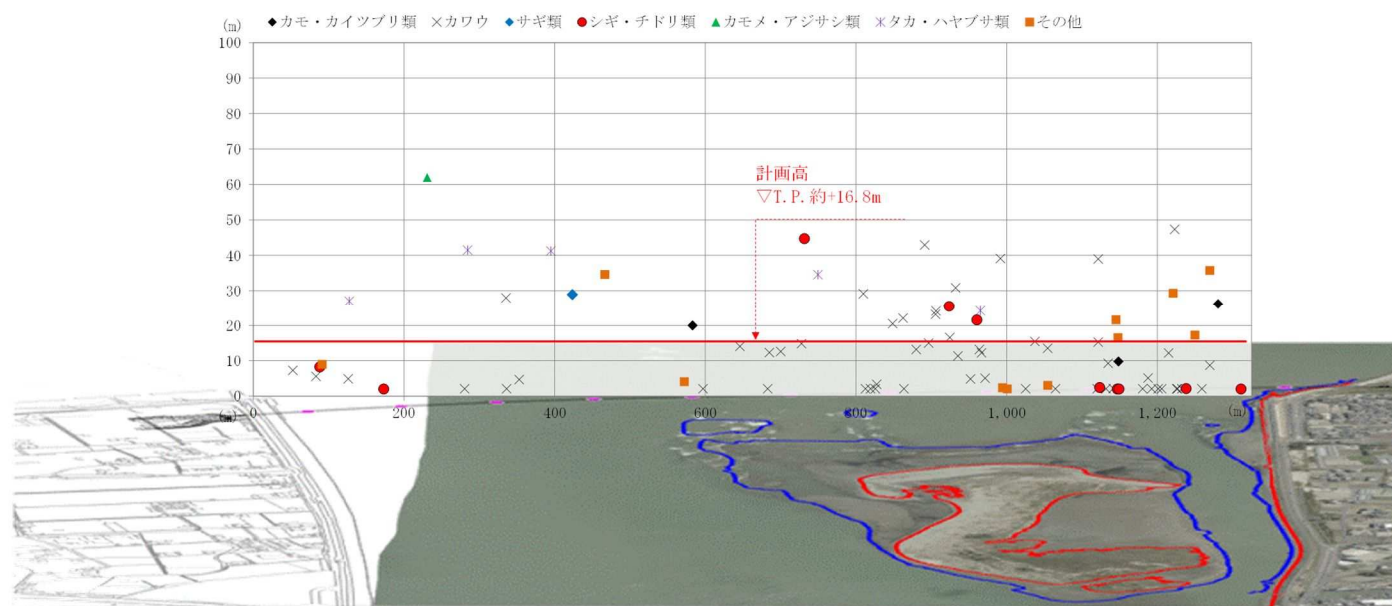 ◆カモ・カイツブリ類 ×カワウ ◆サギ類 ●シギ・チドリ類 ▲カモメ・アジサシ類 ＊タカ・ハヤブサ類 ■その他
(m)
100
90
80
70
60
50
40
30
20
10
0
計画高
▽T.P.約+16.8m
(m) 0 200 400 600 800 1,000 1,200 (m)